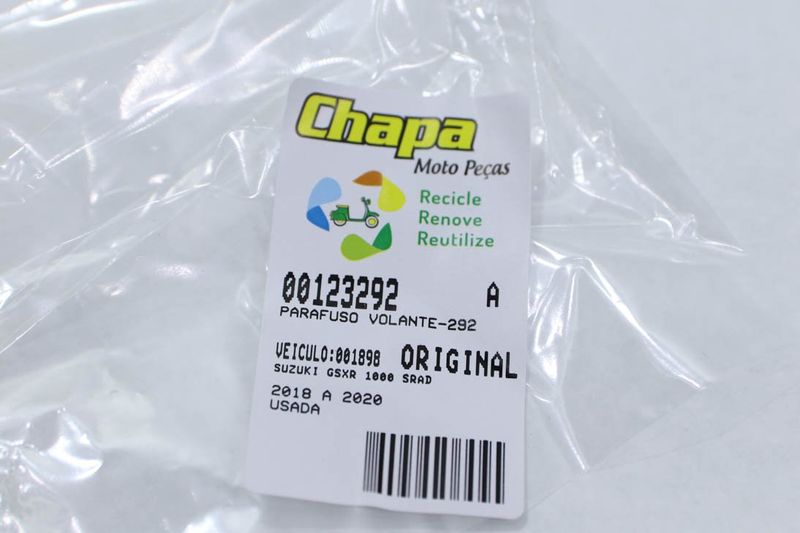 Chapa
Moto Peças
Recicle
Renove
Reutilize
00123292 A
PARAFUSO VOLANTE-292
VEICULO:001898 ORIGINAL
SUZUKI GSXR 1000 SRAD
2018 A 2020
USADA